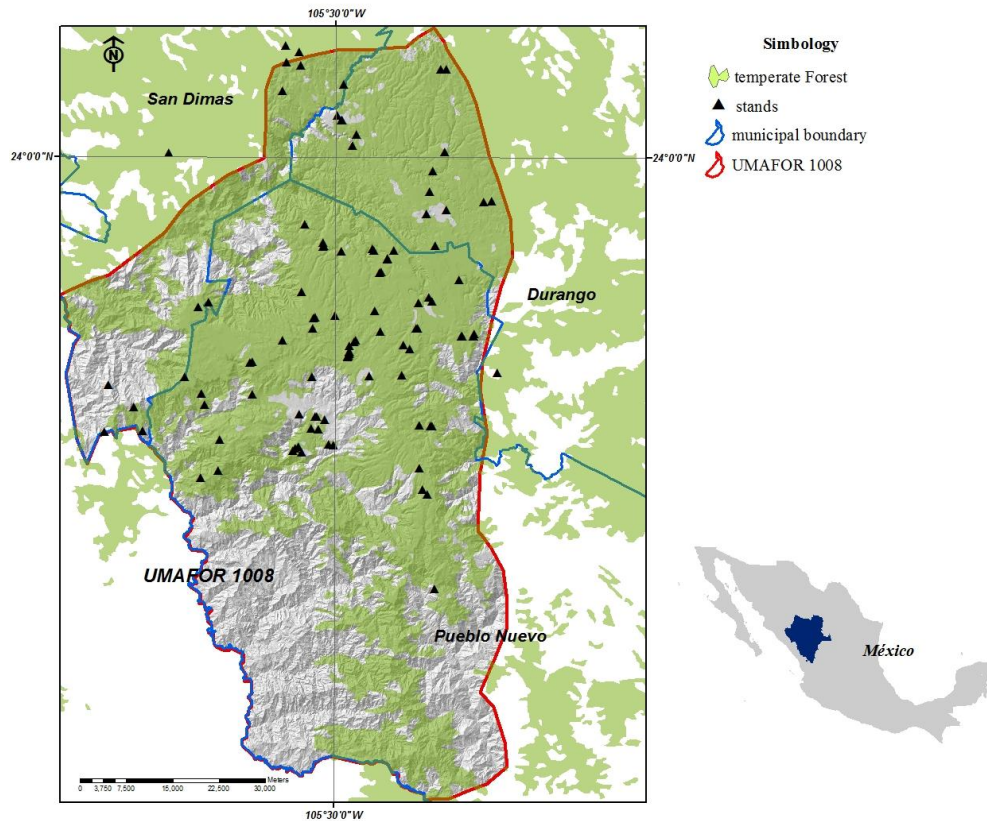 105°30'0"W
N
San Dimas
24°0'0"N
24°0'0"N
Durango
UMAFOR 1008
Pueblo Nuevo
Meters
0 3,750 7,500 15,000 22,500 30,000
105°30'0"W
Simbology
temperate Forest
stands
municipal boundary
UMAFOR 1008
México